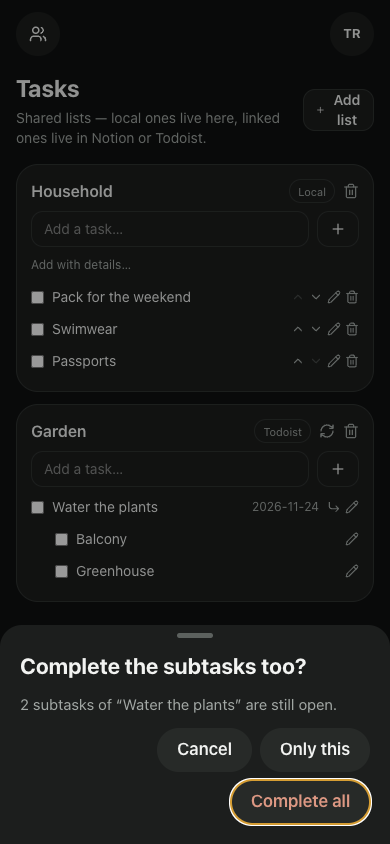 TR
Tasks
Shared lists — local ones live here, linked
ones live in Notion or Todoist.
+ Add
list
Household
Local
Add a task...
+
Add with details...
Pack for the weekend
Swimwear
Passports
Garden
Todoist
Add a task...
+
Water the plants 2026-11-24
Balcony
Greenhouse
Complete the subtasks too?
2 subtasks of “Water the plants” are still open.
Cancel Only this
Complete all